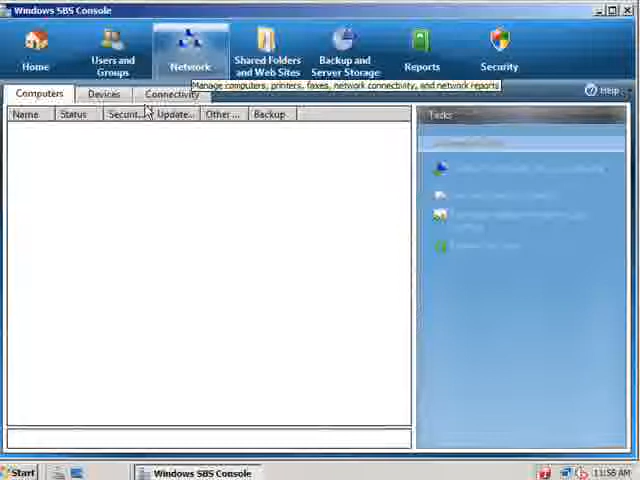 Windows SBS Console
Home
Users and Groups
Network
Shared Folders and Web Sites
Backup and Server Storage
Reports
Security
Manage computers, printers, faxes, network connectivity, and network reports
Computers
Devices
Connectivity
Help
Name
Status
Securit...
Update...
Other ...
Backup
Tasks
Start
Windows SBS Console
11:56 AM